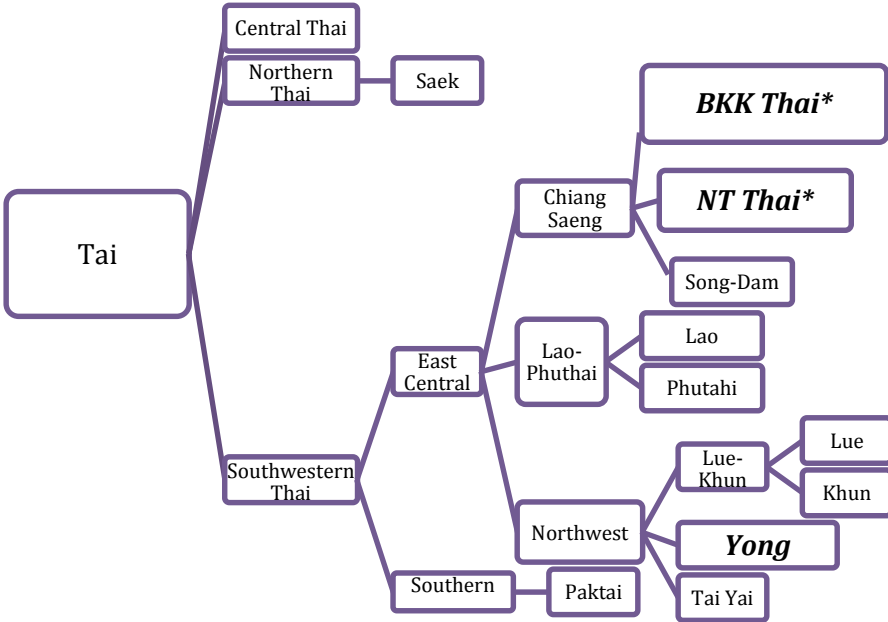 Tai
Central Thai
Northern
Thai
Saek
Southwestern
Thai
East
Central
Southern
Paktai
Chiang
Saeng
BKK Thai*
NT Thai*
Song-Dam
Lao-
Phuthai
Lao
Phutahi
Northwest
Lue-
Khun
Lue
Khun
Yong
Tai Yai